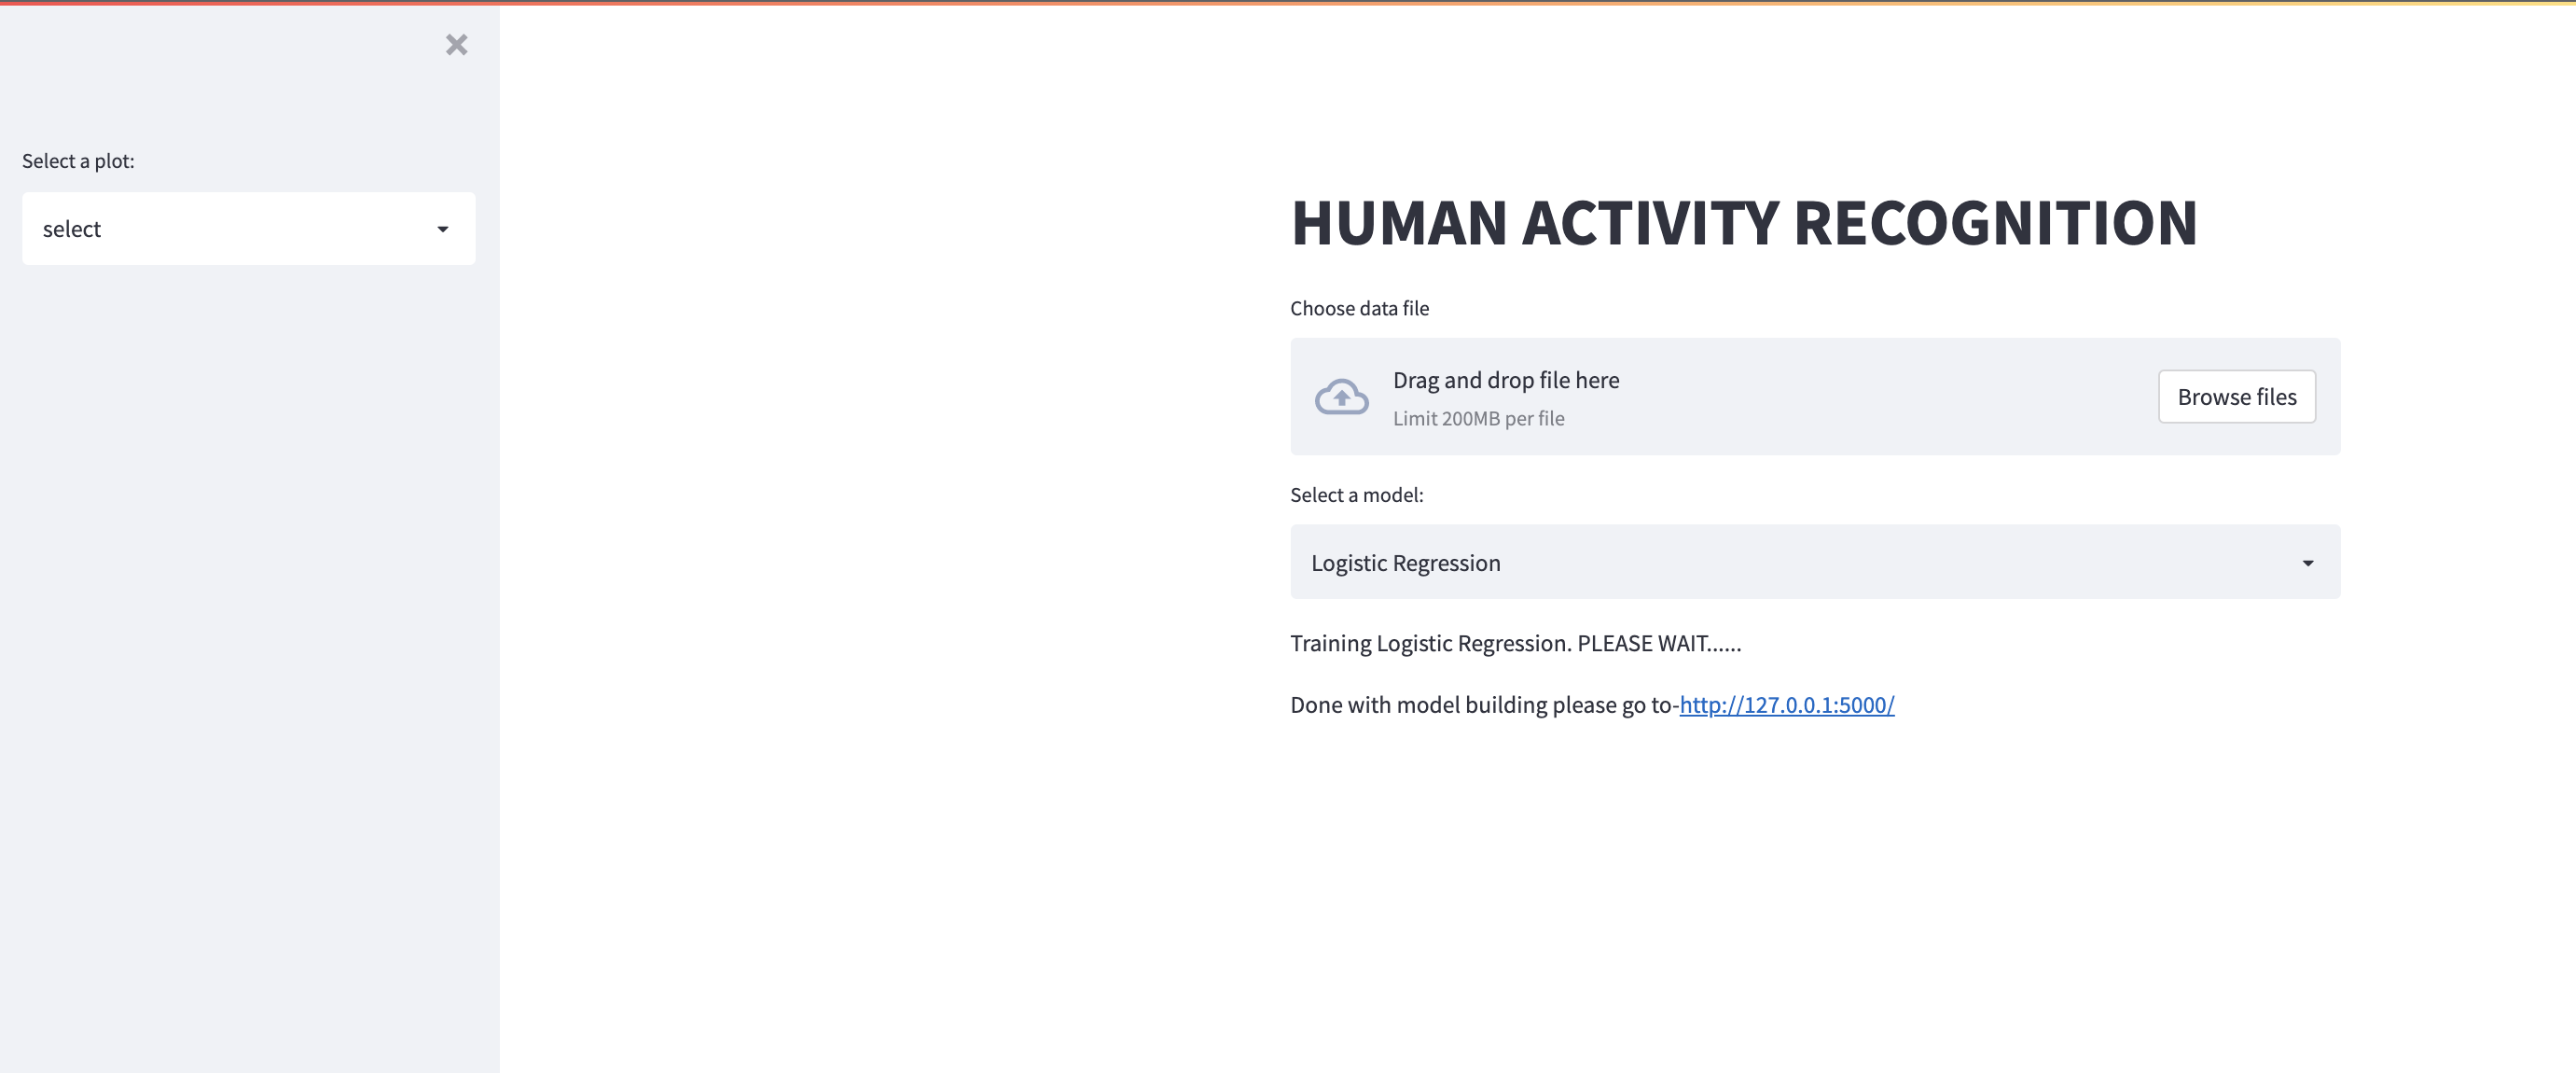 Select a plot:
select
HUMAN ACTIVITY RECOGNITION
Choose data file
Drag and drop file here
Limit 200MB per file
Browse files
Select a model:
Logistic Regression
Training Logistic Regression. PLEASE WAIT......
Done with model building please go to-http://127.0.0.1:5000/